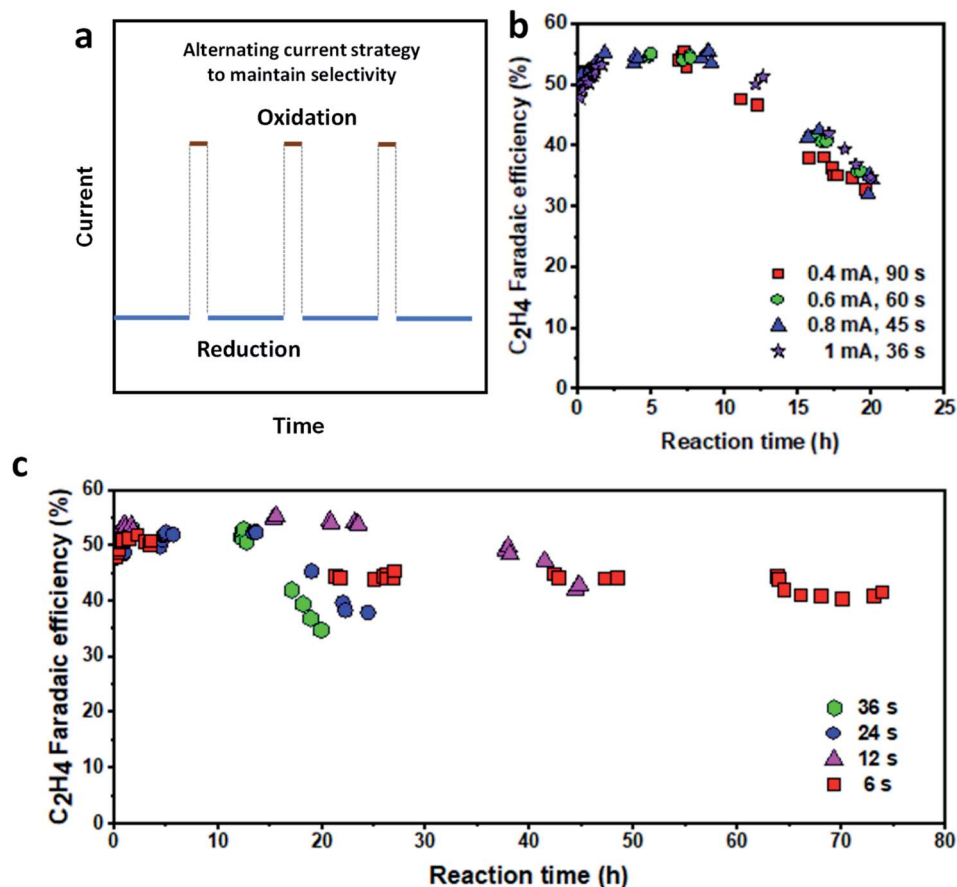 a
Alternating current strategy
to maintain selectivity
Oxidation
Reduction
Current
Time
b
C₂H₄ Faradaic efficiency (%)
60
50
40
30
20
10
0
0.4 mA, 90 s
0.6 mA, 60 s
0.8 mA, 45 s
1 mA, 36 s
0 5 10 15 20 25
Reaction time (h)
c
C₂H₄ Faradaic efficiency (%)
60
50
40
30
20
10
0
36 s
24 s
12 s
6 s
0 10 20 30 40 50 60 70 80
Reaction time (h)